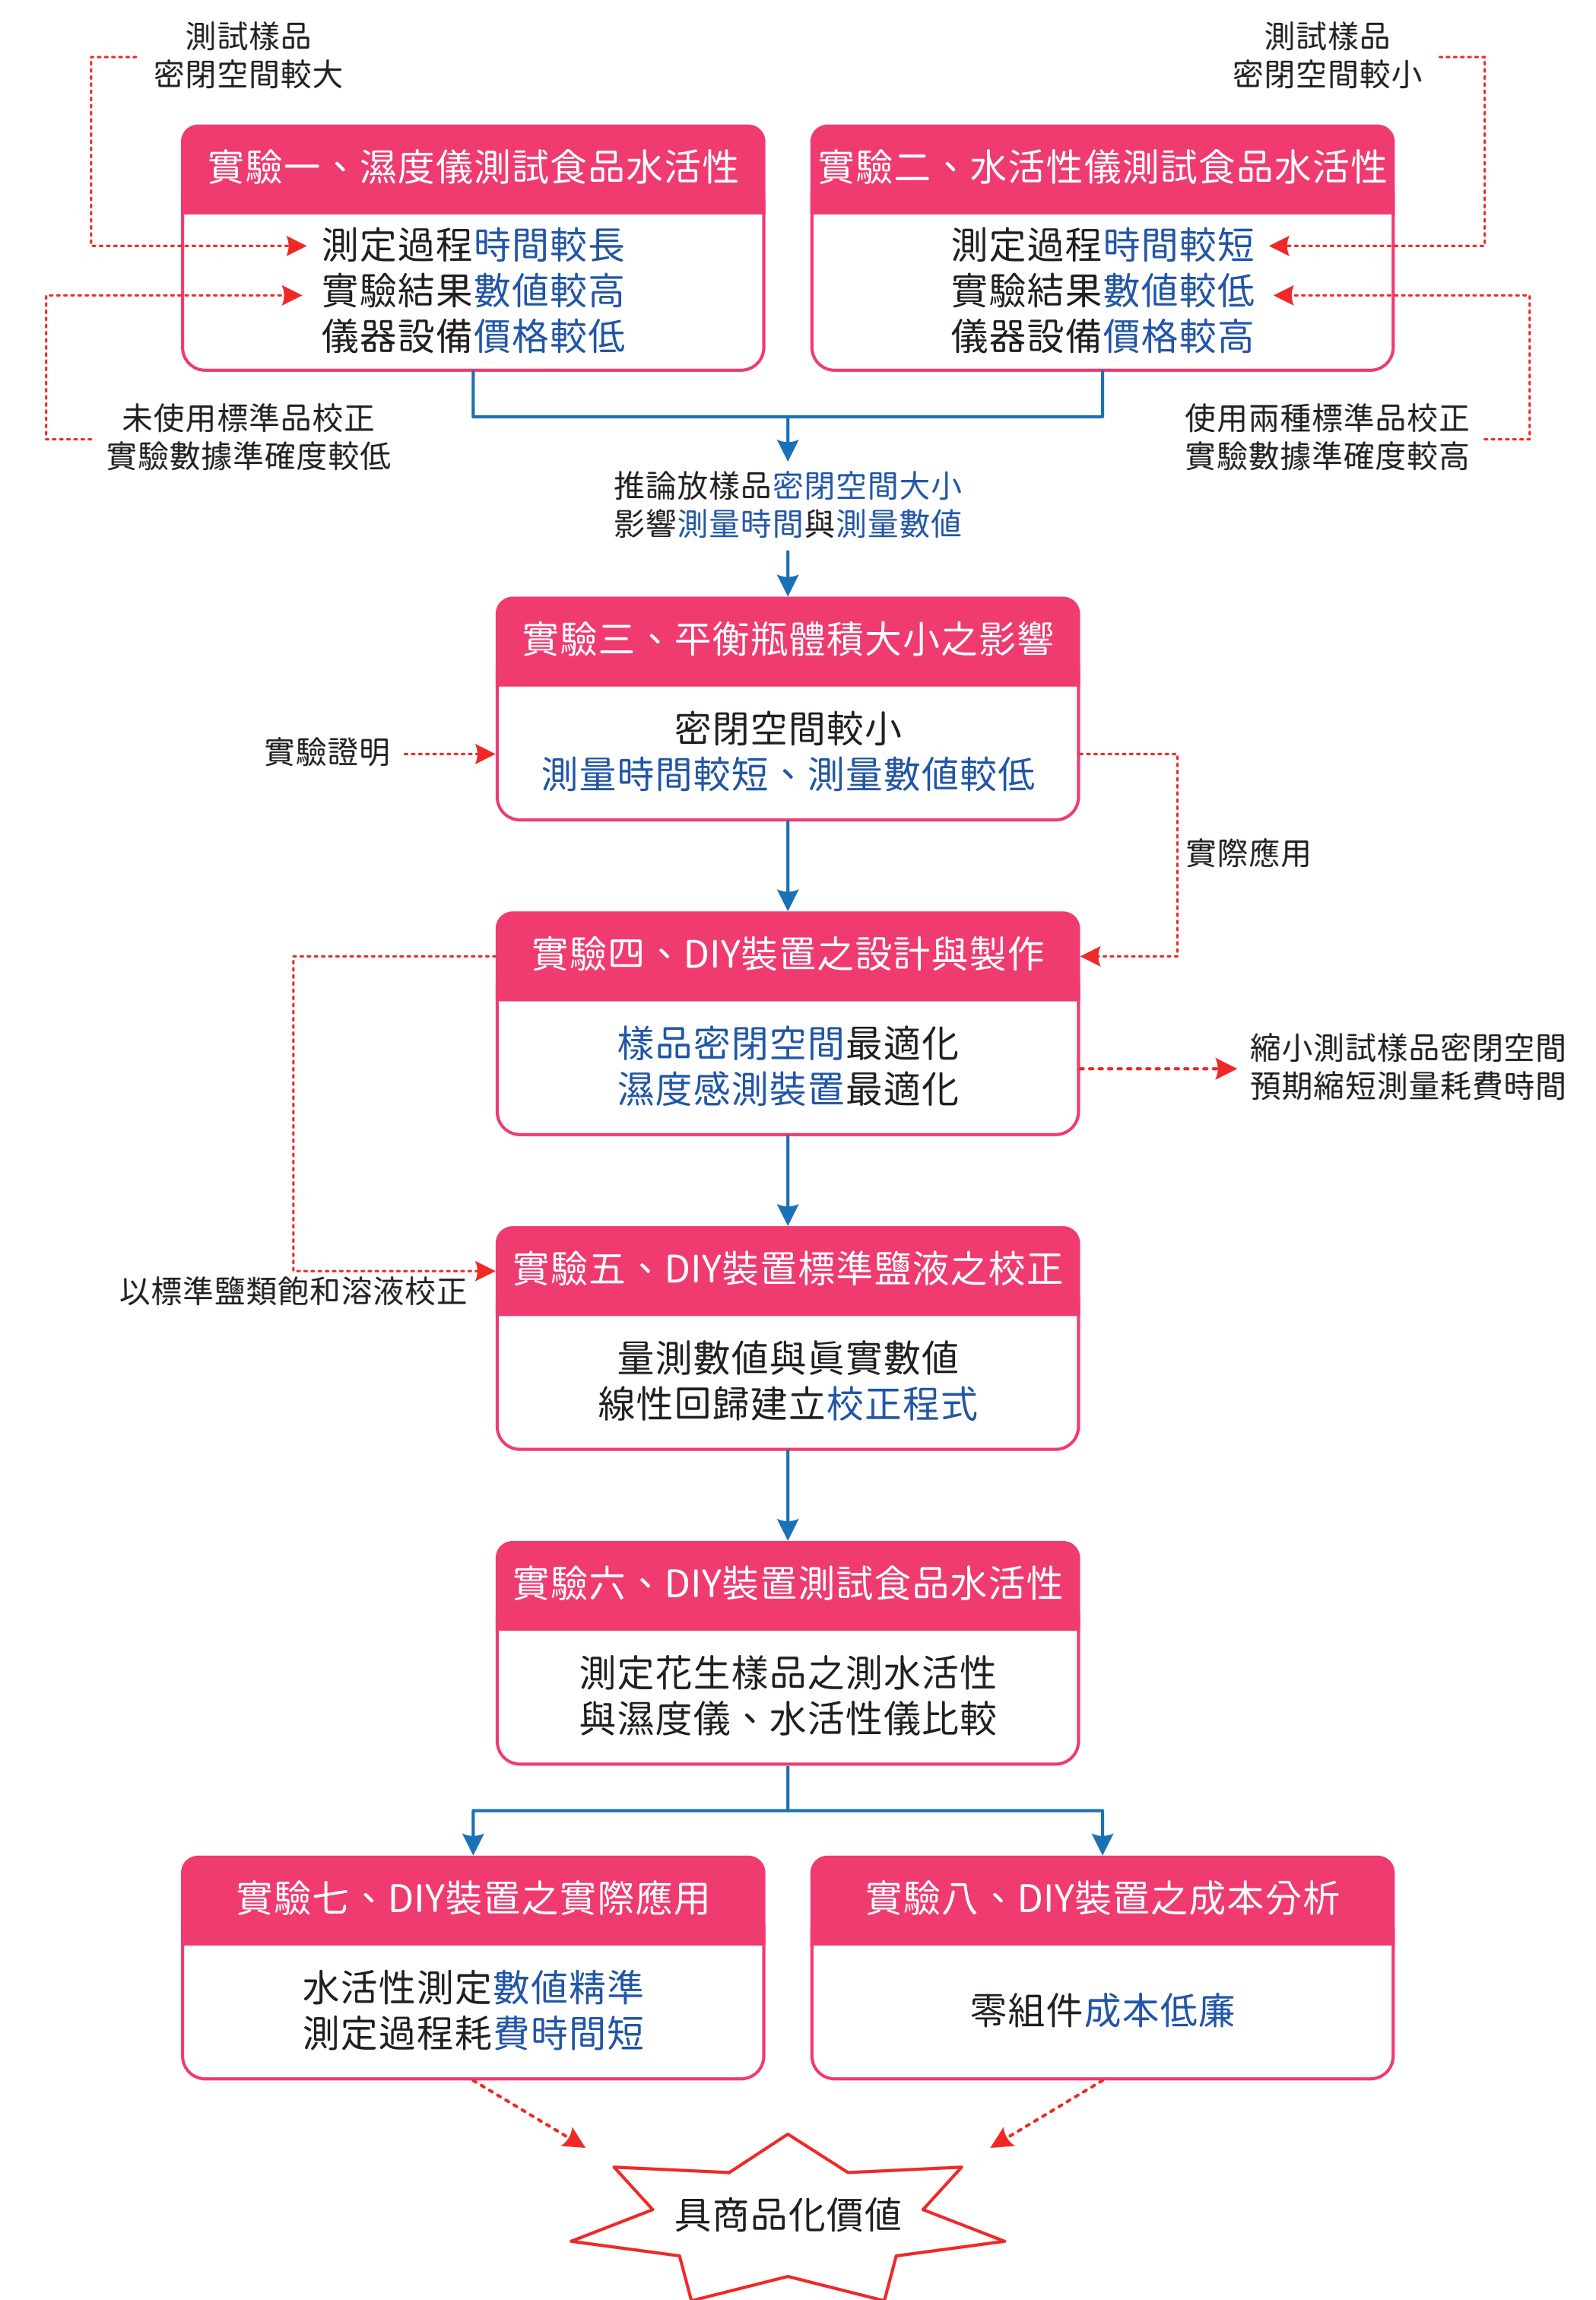 測試樣品
密閉空間較大
測試樣品
密閉空間較小
實驗一、濕度儀測試食品水活性
測定過程時間較長
實驗結果數值較高
儀器設備價格較低
實驗二、水活性儀測試食品水活性
測定過程時間較短
實驗結果數值較低
儀器設備價格較高
未使用標準品校正
實驗數據準確度較低
使用兩種標準品校正
實驗數據準確度較高
推論放樣品密閉空間大小
影響測量時間與測量數值
實驗三、平衡瓶體積大小之影響
實驗證明
密閉空間較小
測量時間較短、測量數值較低
實際應用
實驗四、DIY裝置之設計與製作
樣品密閉空間最適化
濕度感測裝置最適化
縮小測試樣品密閉空間
預期縮短測量耗費時間
以標準鹽類飽和溶液校正
實驗五、DIY裝置標準鹽液之校正
量測數值與真實數值
線性回歸建立校正程式
實驗六、DIY裝置測試食品水活性
測定花生樣品之測水活性
與濕度儀、水活性儀比較
實驗七、DIY裝置之實際應用
水活性測定數值精準
測定過程耗費時間短
實驗八、DIY裝置之成本分析
零組件成本低廉
具商品化價值